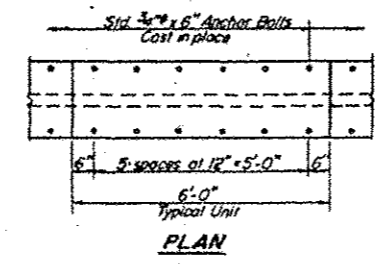 Std. 3/4"ø x 6" Anchor Bolts
Cast in place
6" 5 spaces at 12" = 5'-0" 6"
6'-0"
Typical Unit
PLAN